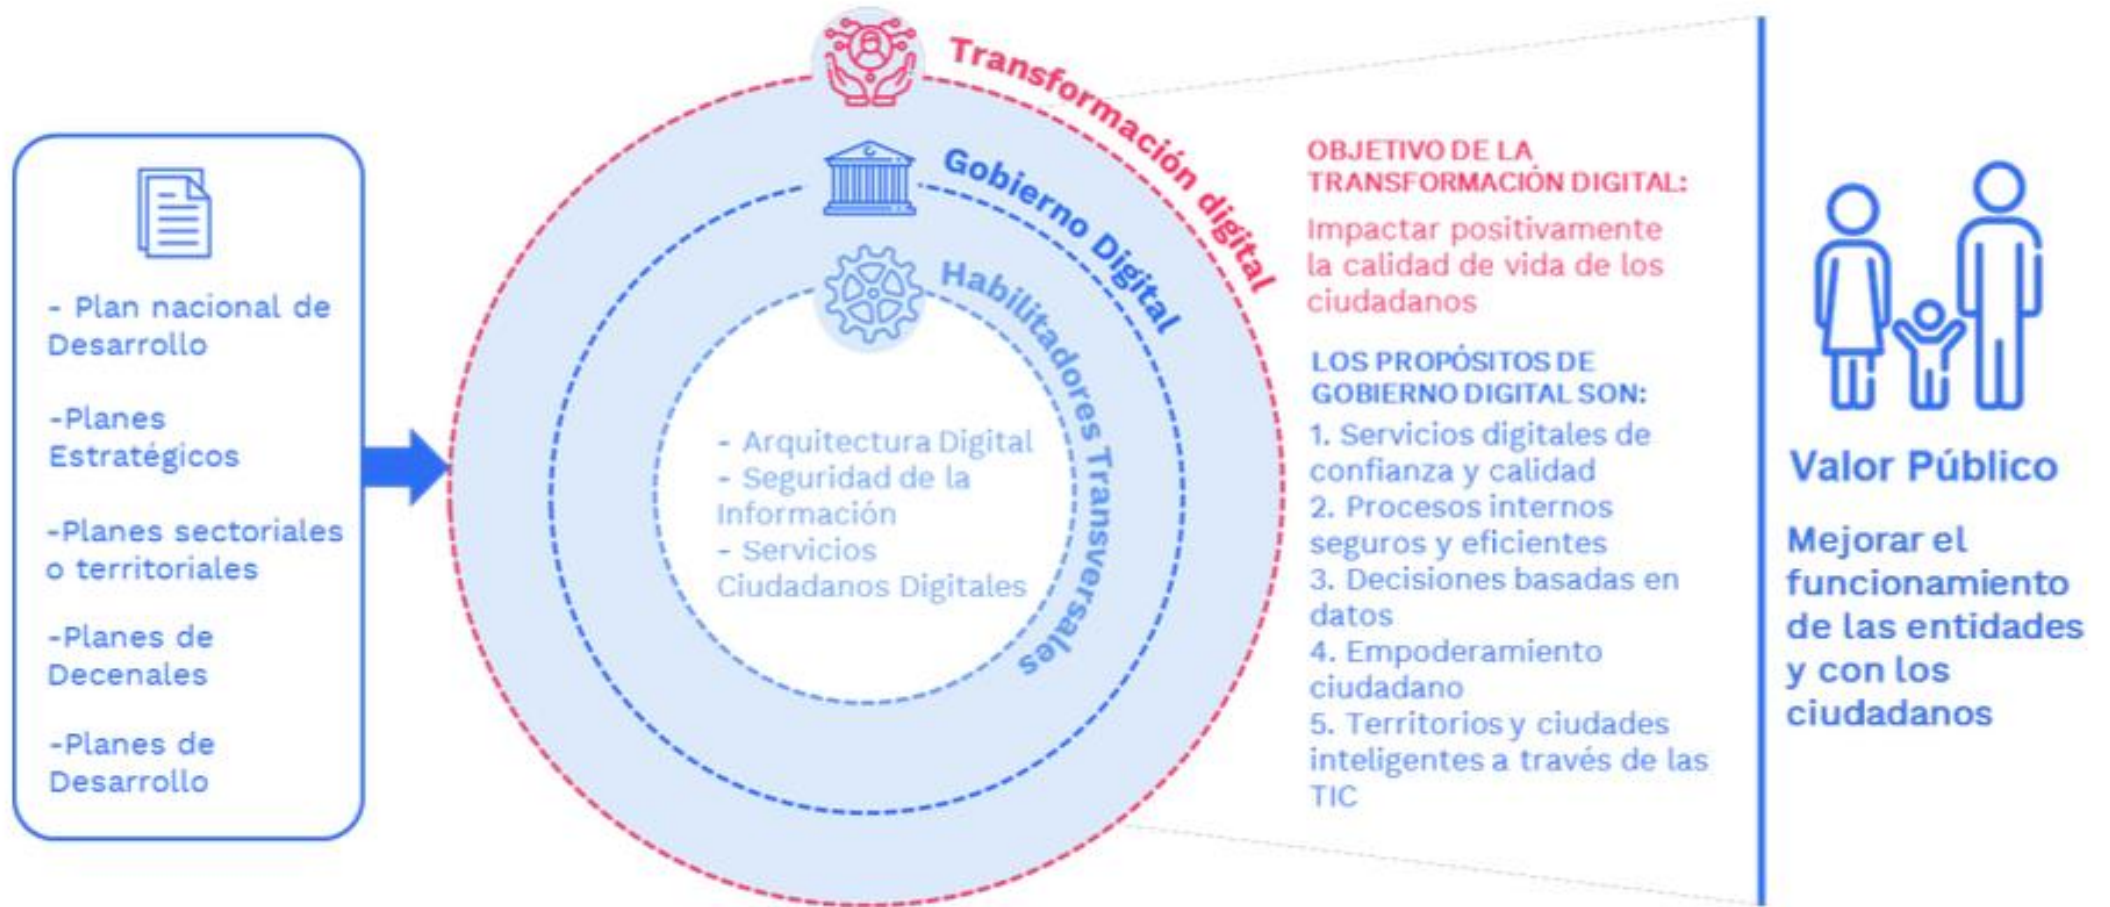 - Plan nacional de
Desarrollo
-Planes
Estratégicos
-Planes sectoriales
o territoriales
-Planes de
Decenales
-Planes de
Desarrollo
Transformación digital
Gobierno Digital
Habilitadores Transversales
- Arquitectura Digital
- Seguridad de la
Información
- Servicios
Ciudadanos Digitales
OBJETIVO DE LA
TRANSFORMACIÓN DIGITAL:
Impactar positivamente
la calidad de vida de los
ciudadanos
LOS PROPÓSITOS DE
GOBIERNO DIGITAL SON:
1. Servicios digitales de
confianza y calidad
2. Procesos internos
seguros y eficientes
3. Decisiones basadas en
datos
4. Empoderamiento
ciudadano
5. Territorios y ciudades
inteligentes a través de las
TIC
Valor Público
Mejorar el
funcionamiento
de las entidades
y con los
ciudadanos